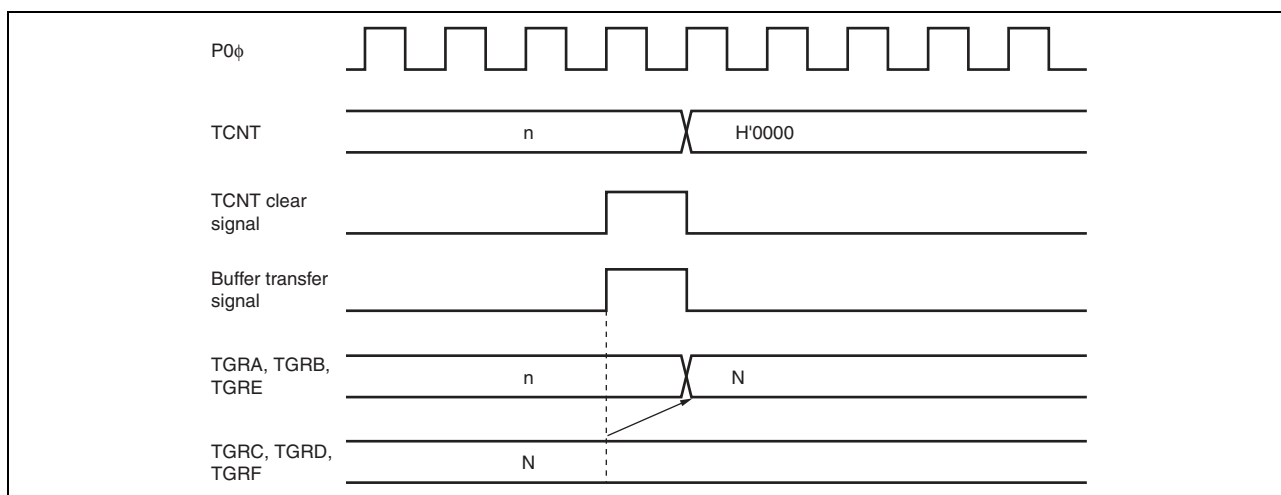 P0ϕ
TCNT
n
H'0000
TCNT clear
signal
Buffer transfer
signal
TGRA, TGRB,
TGRE
n
N
TGRC, TGRD,
TGRF
N